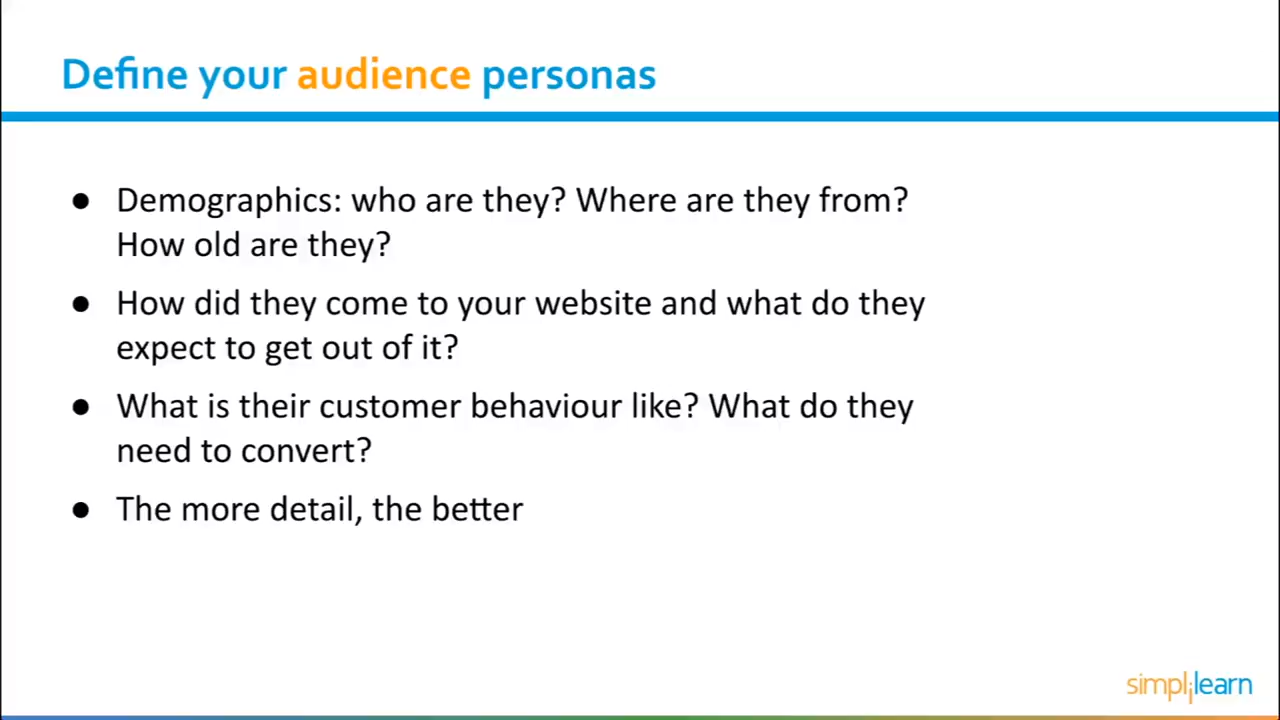 Define your audience personas
● Demographics: who are they? Where are they from?
How old are they?
● How did they come to your website and what do they
expect to get out of it?
● What is their customer behaviour like? What do they
need to convert?
● The more detail, the better
simplilearn